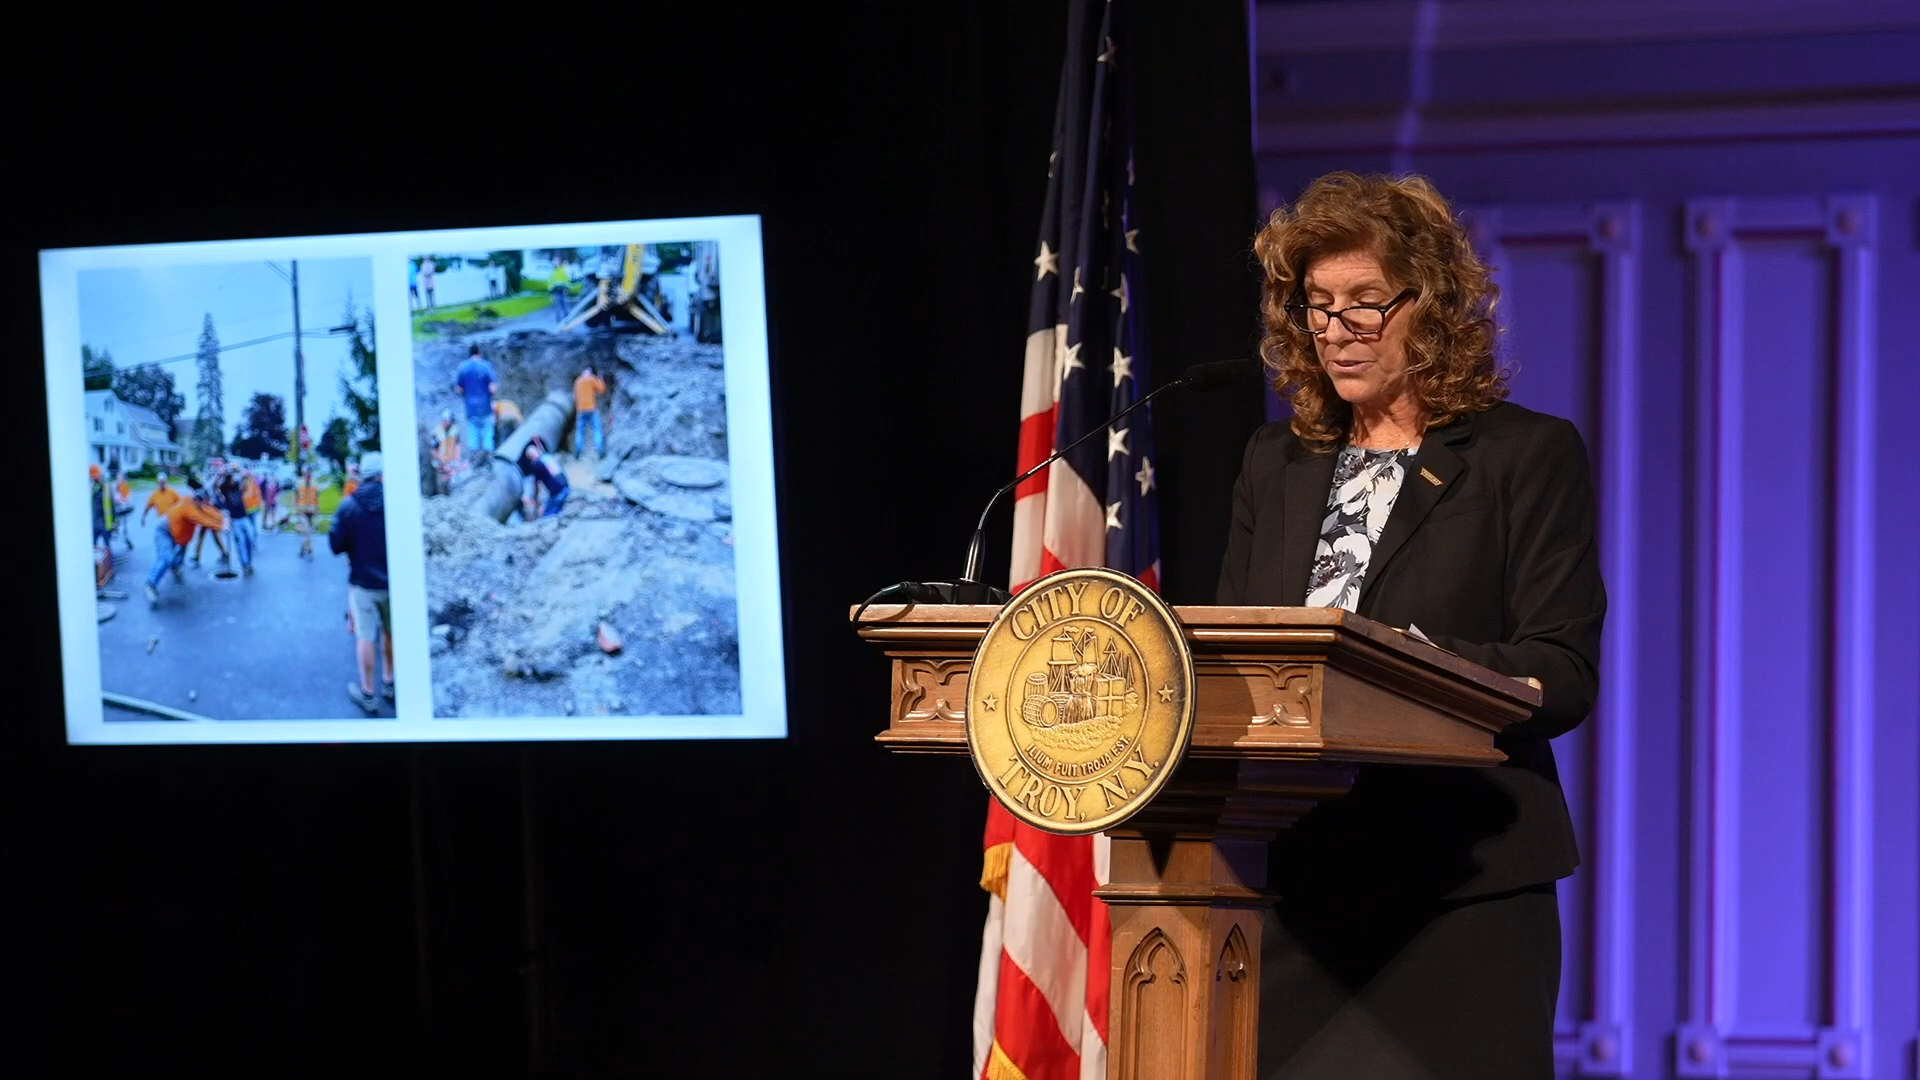 CITY OF
ILIUM FUIT, TROJA EST.
TROY, N.Y.